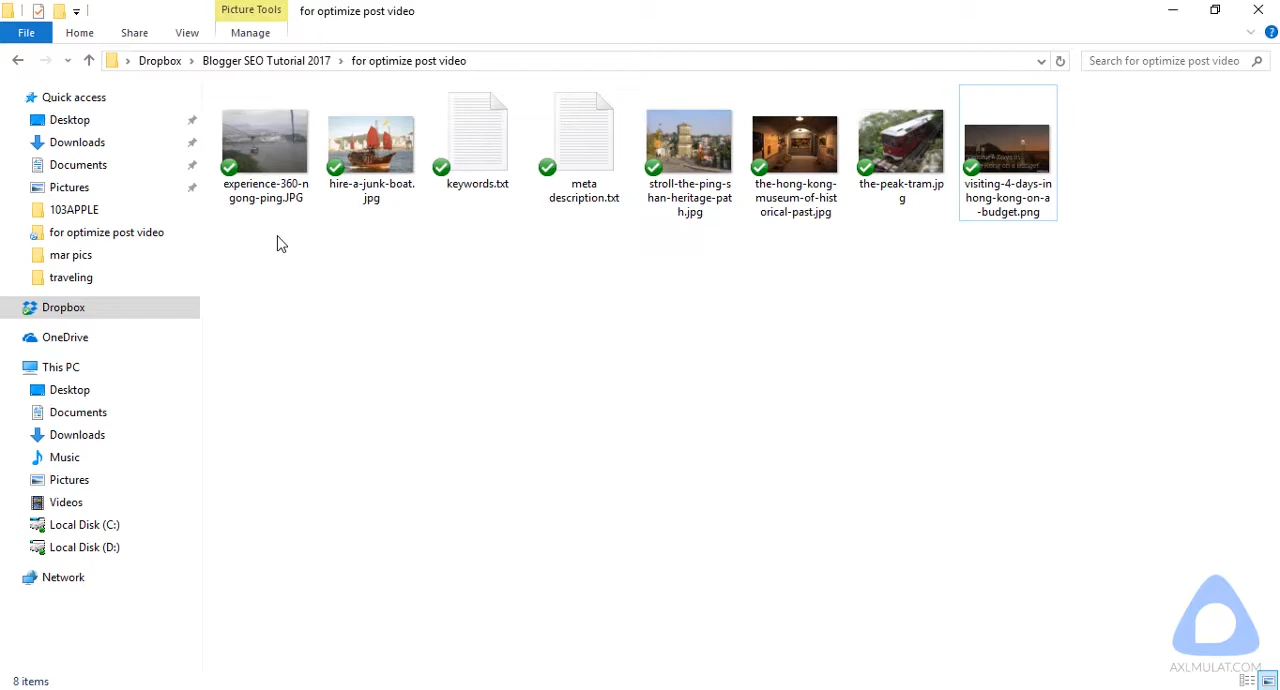 Picture Tools
for optimize post video
File
Home
Share
View
Manage
Dropbox
Blogger SEO Tutorial 2017
for optimize post video
Search for optimize post video
Quick access
Desktop
Downloads
Documents
Pictures
103APPLE
for optimize post video
mar pics
traveling
Dropbox
OneDrive
This PC
Desktop
Documents
Downloads
Music
Pictures
Videos
Local Disk (C:)
Local Disk (D:)
Network
experience-360-n
gong-ping.JPG
hire-a-junk-boat.
jpg
keywords.txt
meta
description.txt
stroll-the-ping-s
han-heritage-pat
h.jpg
the-hong-kong-
museum-of-hist
orical-past.jpg
the-peak-tram.jp
g
visiting-4-days-in
-hong-kong-on-a
-budget.png
8 items
AXLMULAT.COM